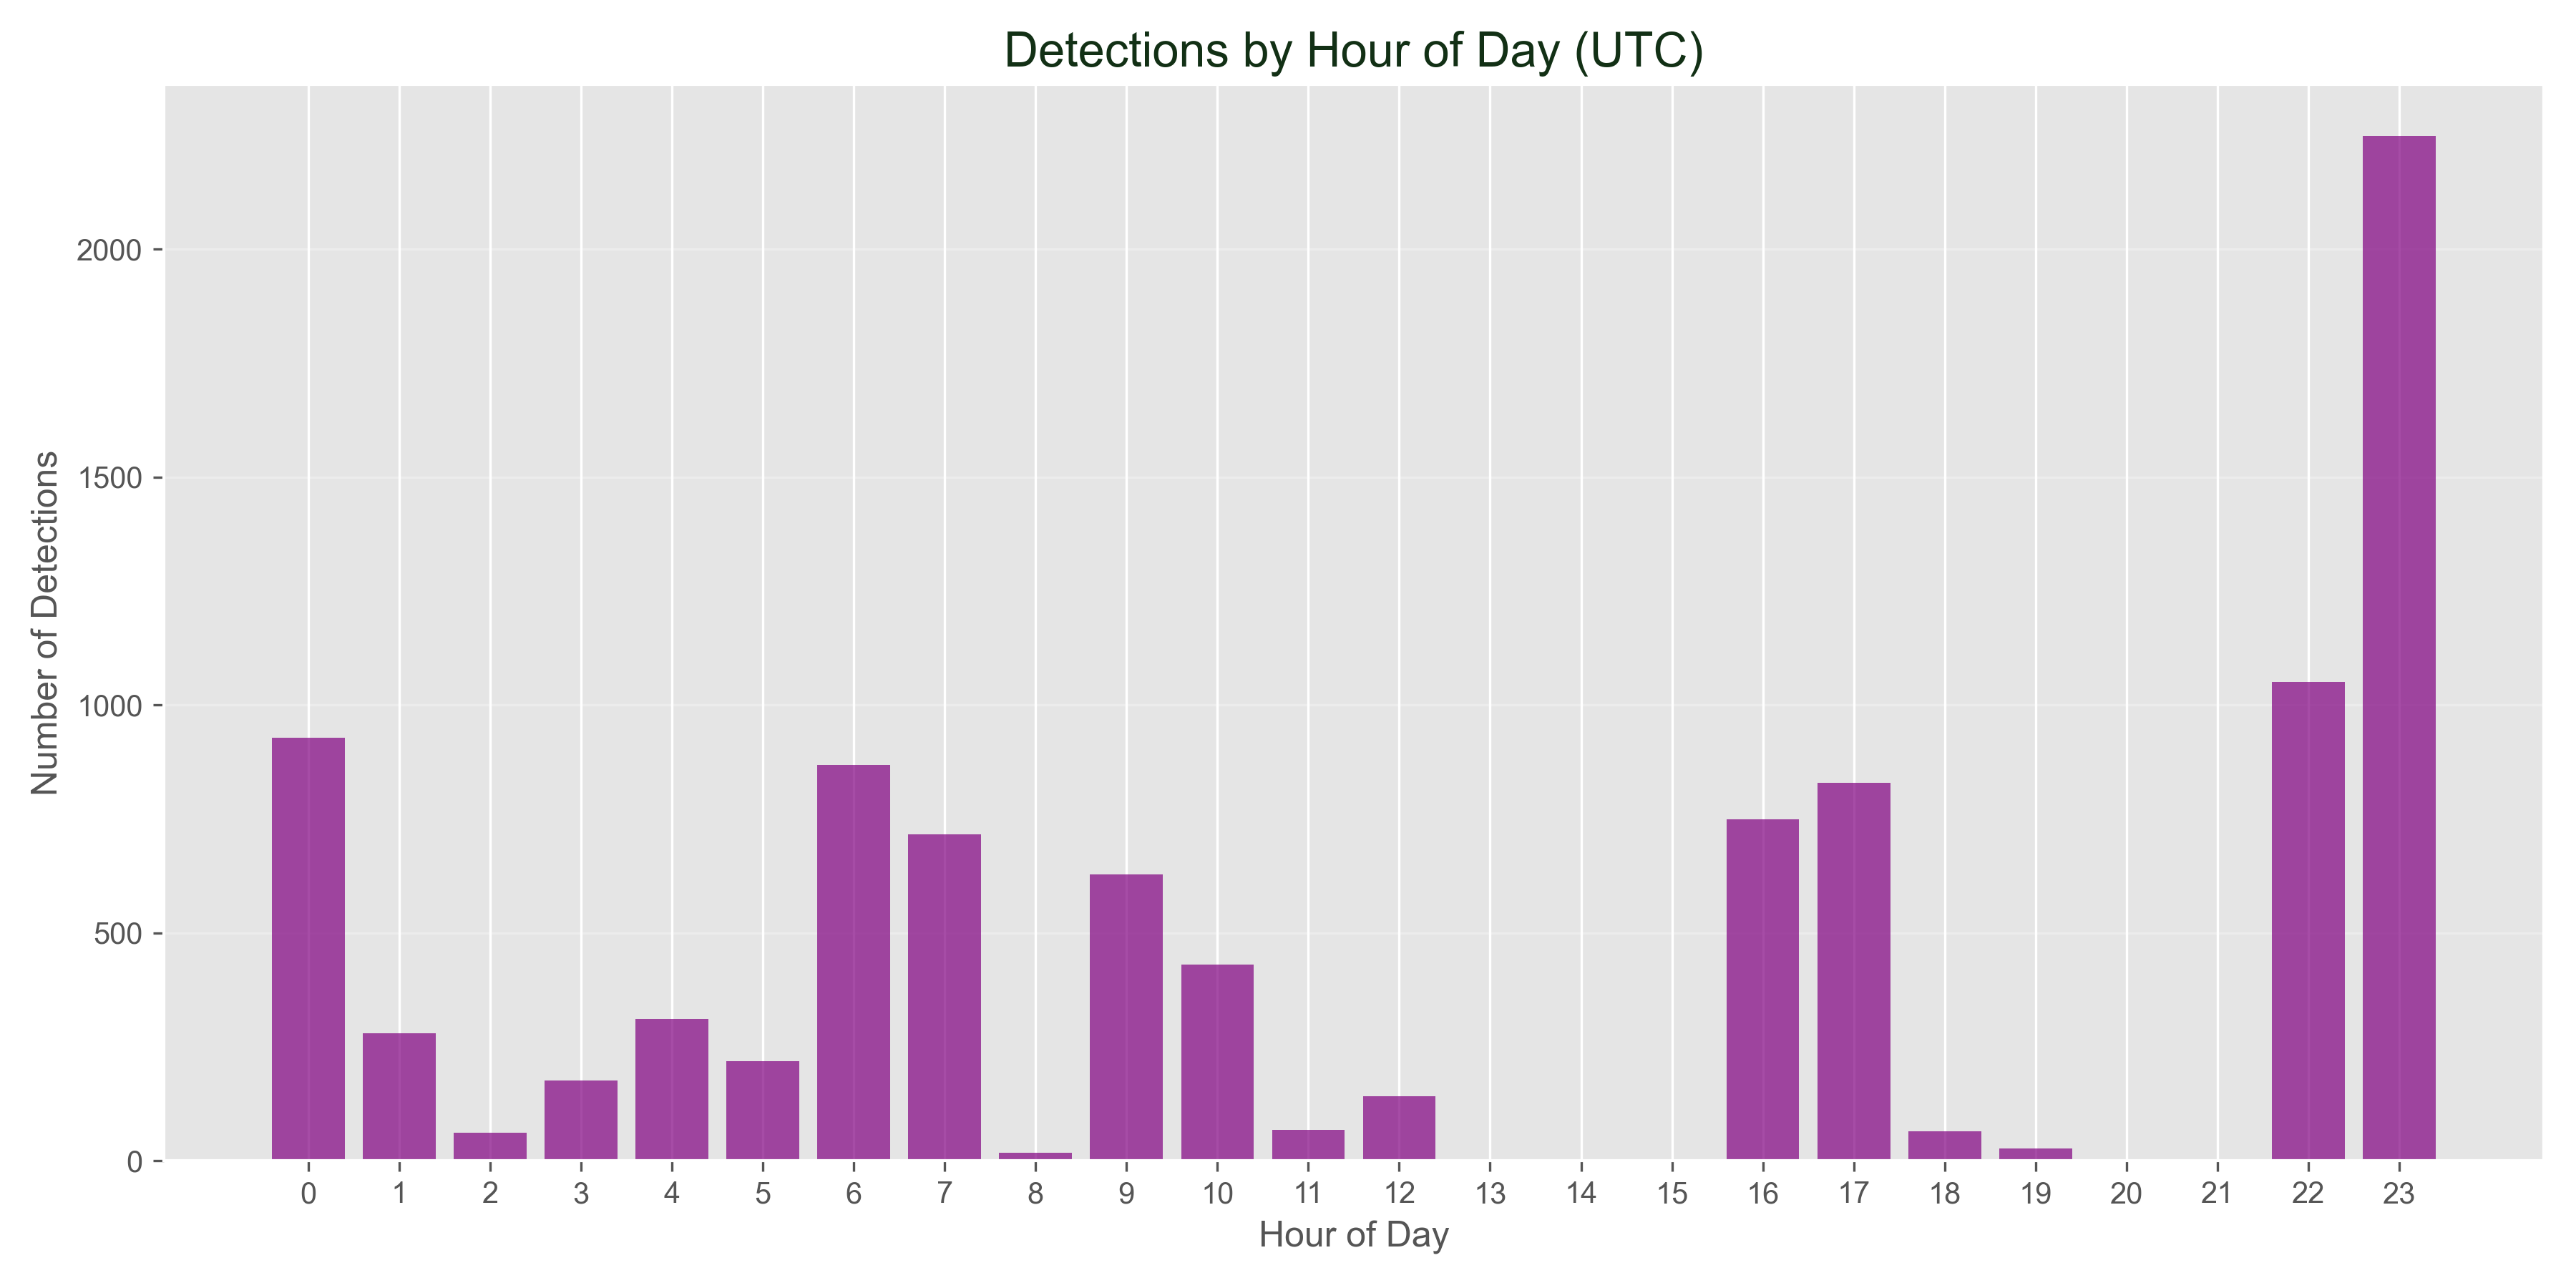 Detections by Hour of Day (UTC)
Number of Detections
2000
1500
1000
500
0
0 1 2 3 4 5 6 7 8 9 10 11 12 13 14 15 16 17 18 19 20 21 22 23
Hour of Day